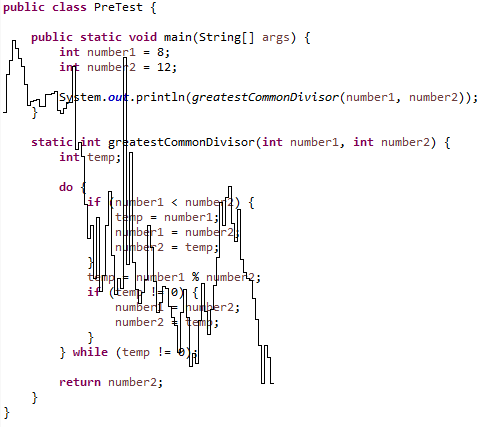 public class PreTest {
public static void main(String[] args) {
int number1 = 8;
int number2 = 12;
System.out.println(greatestCommonDivisor(number1, number2));
}
static int greatestCommonDivisor(int number1, int number2) {
int temp;
do {
if (number1 < number2) {
temp = number1;
number1 = number2;
number2 = temp;
}
temp = number1 % number2;
if (temp != 0) {
number1 = number2;
number2 = temp;
}
} while (temp != 0);
return number2;
}
}